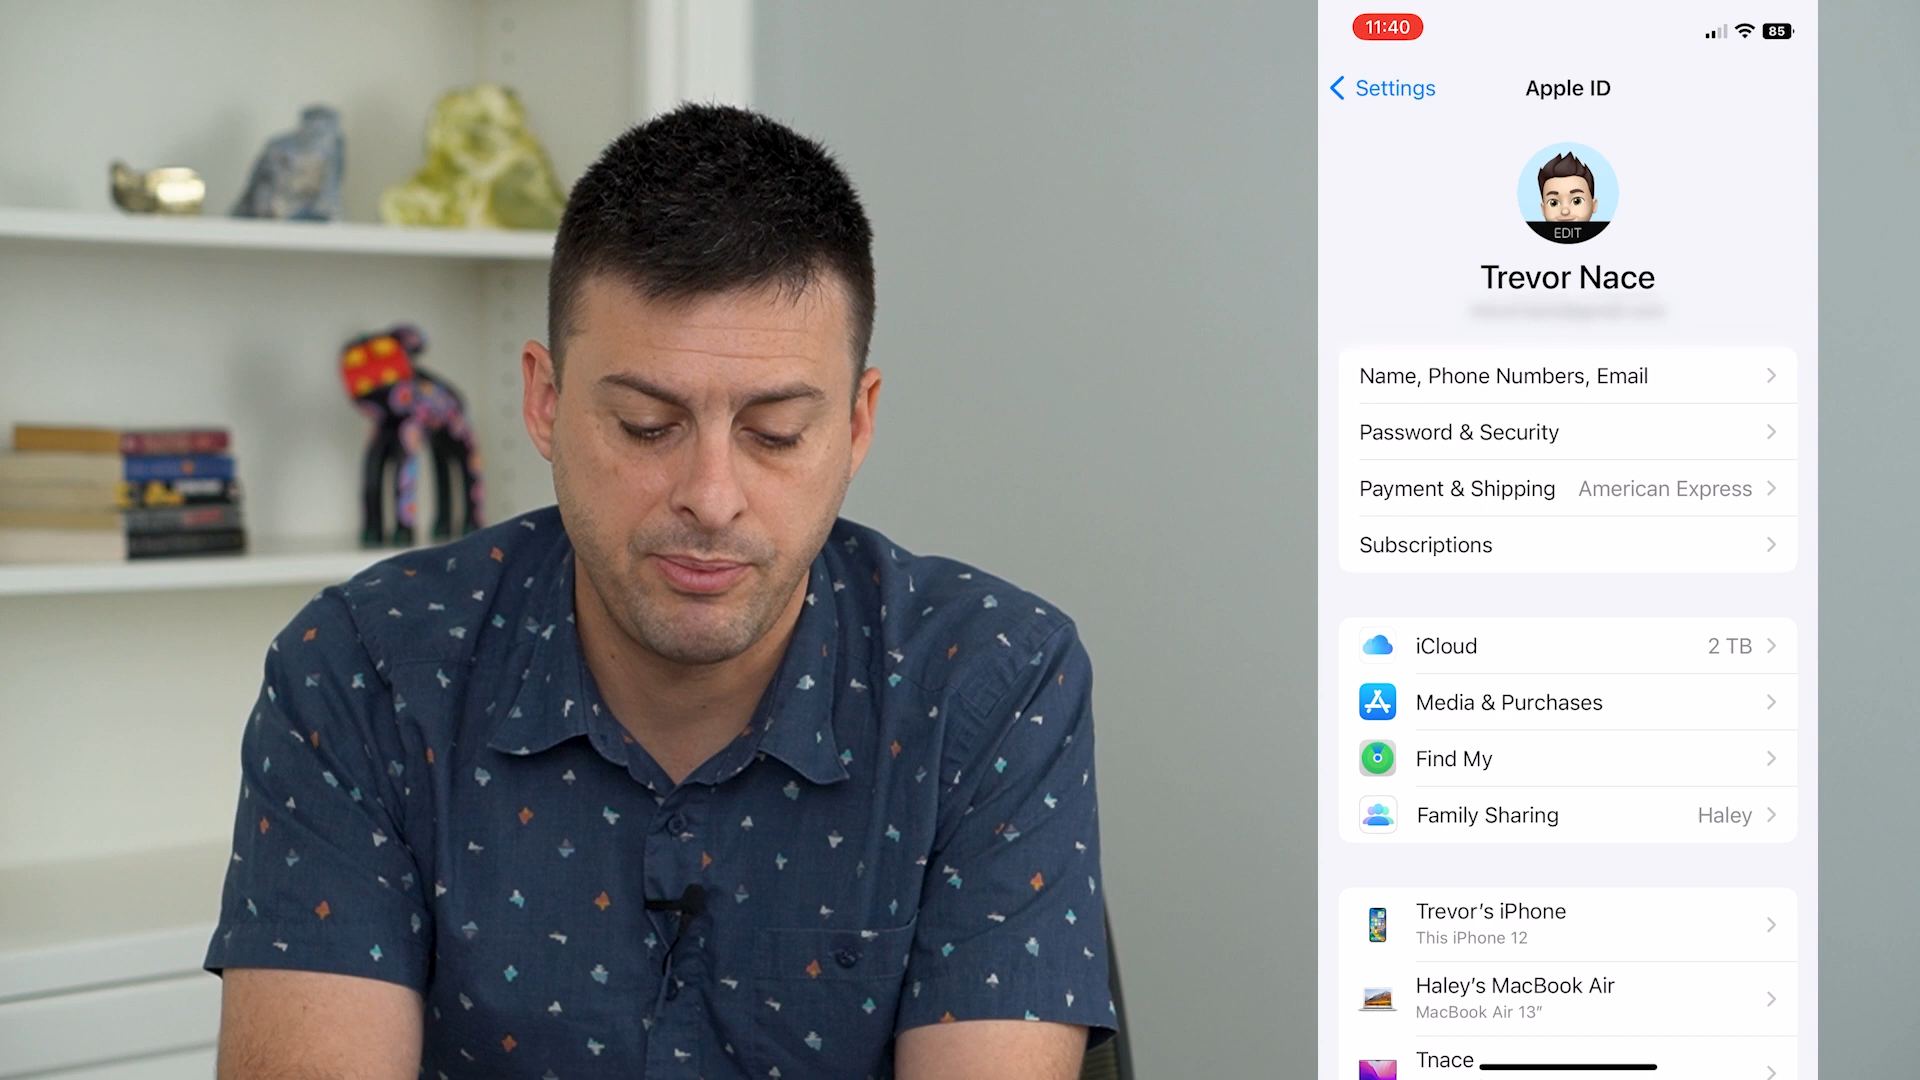 11:40
85
Settings
Apple ID
EDIT
Trevor Nace
Name, Phone Numbers, Email
Password & Security
Payment & Shipping American Express
Subscriptions
iCloud 2 TB
Media & Purchases
Find My
Family Sharing Haley
Trevor's iPhone
This iPhone 12
Haley's MacBook Air
MacBook Air 13"
Tnace